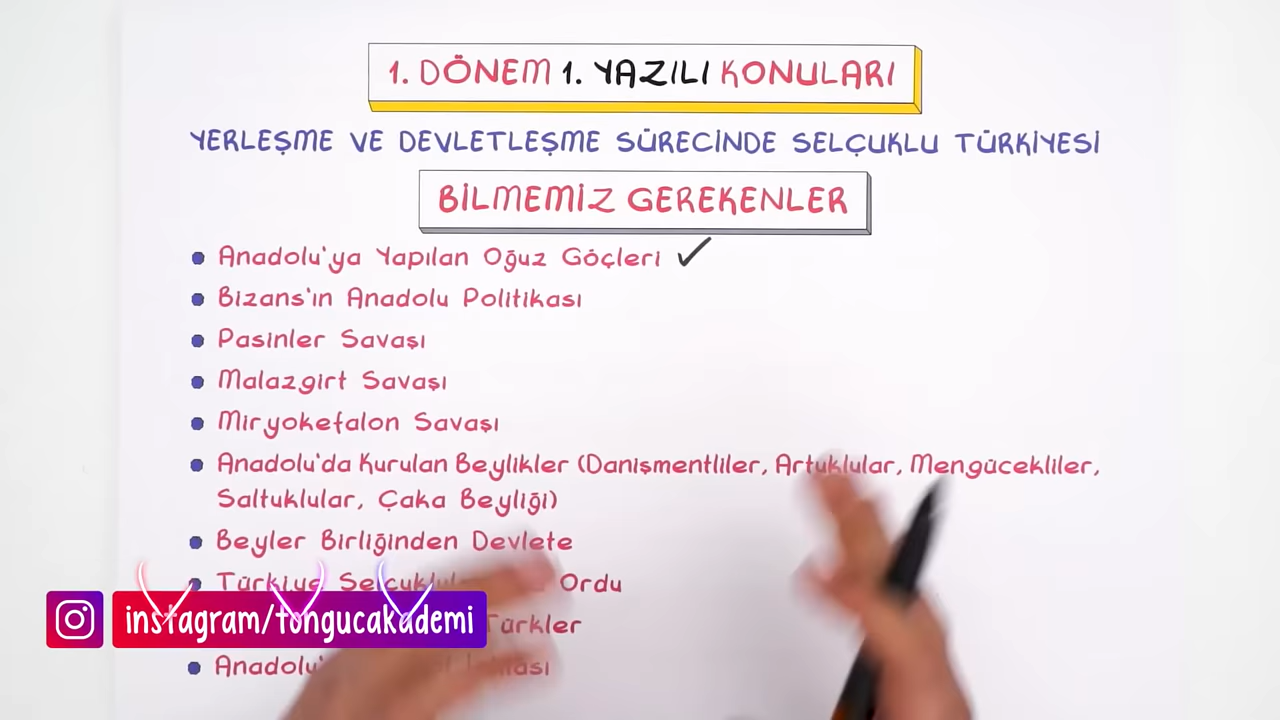 1. DÖNEM 1. YAZILI KONULARI
YERLEŞME VE DEVLETLEŞME SÜRECİNDE SELÇUKLU TÜRKİYESİ
BİLMEMİZ GEREKENLER
Anadolu'ya Yapılan Oğuz Göçleri ✓
Bizans'ın Anadolu Politikası
Pasinler Savaşı
Malazgirt Savaşı
Miryokefalon Savaşı
Anadolu'da Kurulan Beylikler (Danişmentliler, Artuklular, Mengücekliler,
Saltuklular, Çaka Beyliği)
Beyler Birliğinden Devlete
Türkiye Ordu
instagram/tongucakademi
Türkler